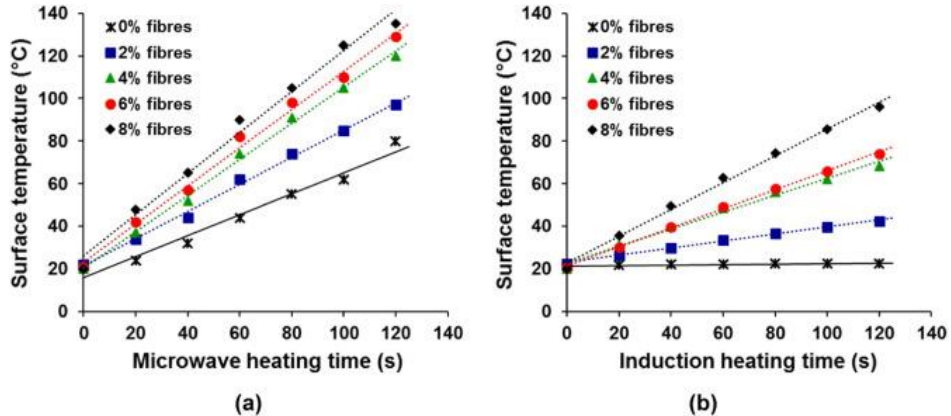 140
120
100
80
60
40
20
0
Surface temperature (°C)
0% fibres
2% fibres
4% fibres
6% fibres
8% fibres
0 20 40 60 80 100 120 140
Microwave heating time (s)
(a)
140
120
100
80
60
40
20
0
Surface temperature (°C)
0% fibres
2% fibres
4% fibres
6% fibres
8% fibres
0 20 40 60 80 100 120 140
Induction heating time (s)
(b)